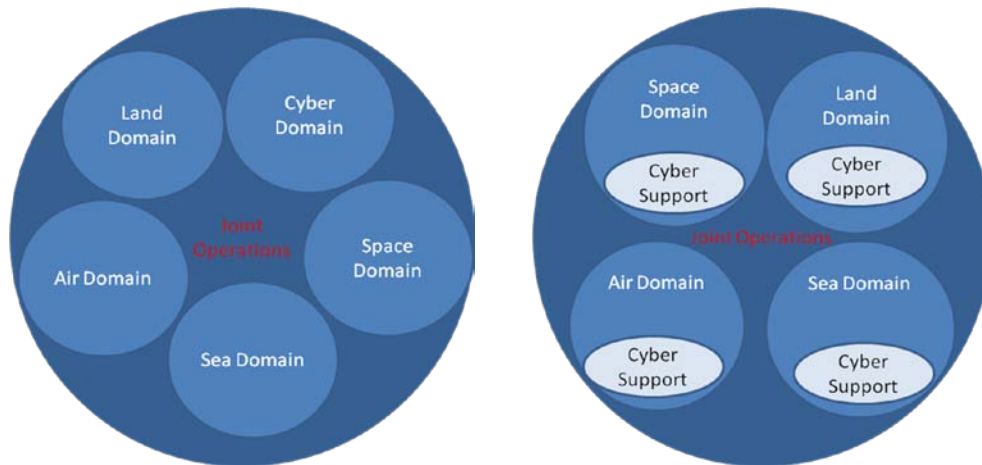 Land
Domain
Cyber
Domain
Joint
Operations
Air Domain
Space
Domain
Sea Domain
Space
Domain
Cyber
Support
Land
Domain
Cyber
Support
Joint Operations
Air Domain
Cyber
Support
Sea Domain
Cyber
Support